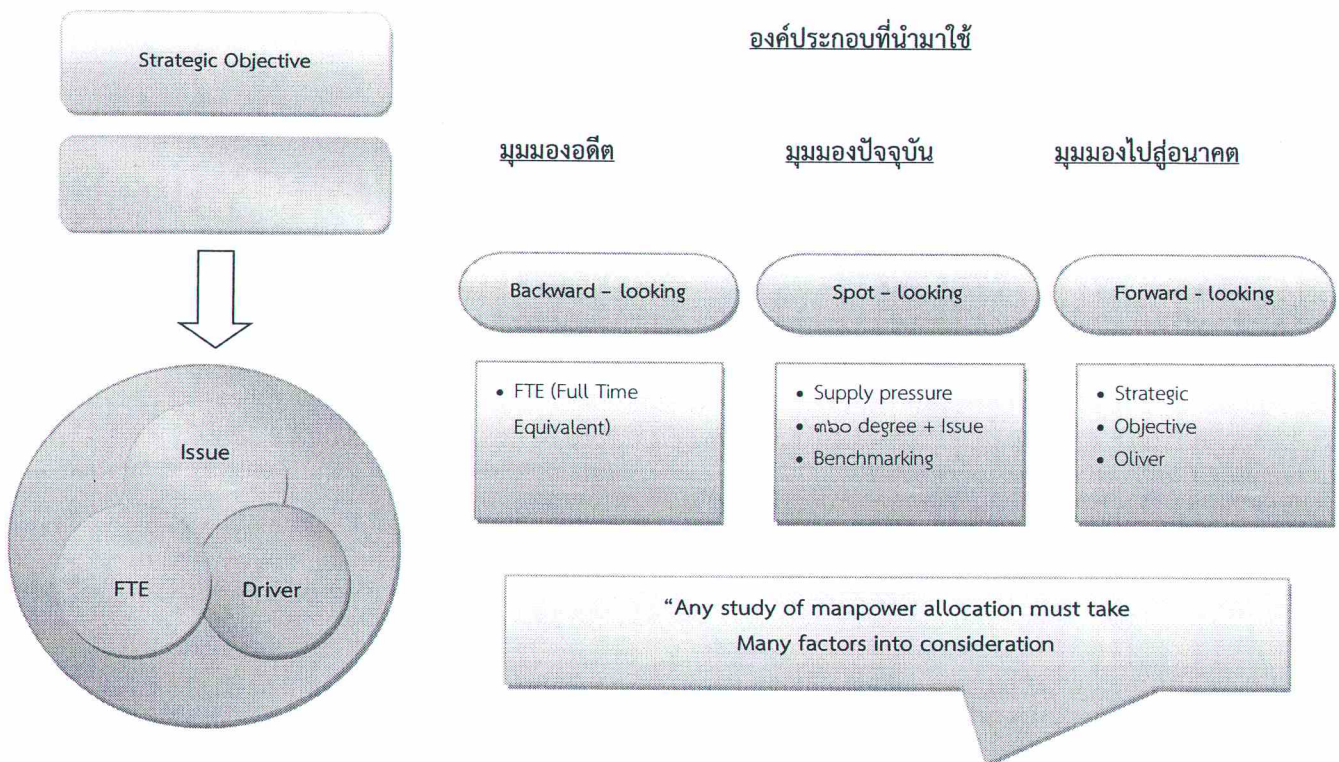 องค์ประกอบที่นำมาใช้
Strategic Objective
มุมมองอดีต
มุมมองปัจจุบัน
มุมมองไปสู่อนาคต
Backward – looking
Spot – looking
Forward - looking
• FTE (Full Time
Equivalent)
• Supply pressure
• ๓๖๐ degree + Issue
• Benchmarking
• Strategic
• Objective
• Oliver
Issue
FTE
Driver
“Any study of manpower allocation must take
Many factors into consideration